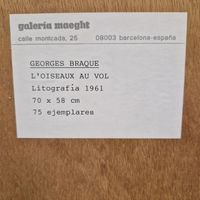 galeria maeght
calle montcada, 25 08003 barcelona-españa
GEORGES BRAQUE
L'OISEAUX AU VOL
Litografía 1961
70 x 58 cm
75 ejemplares